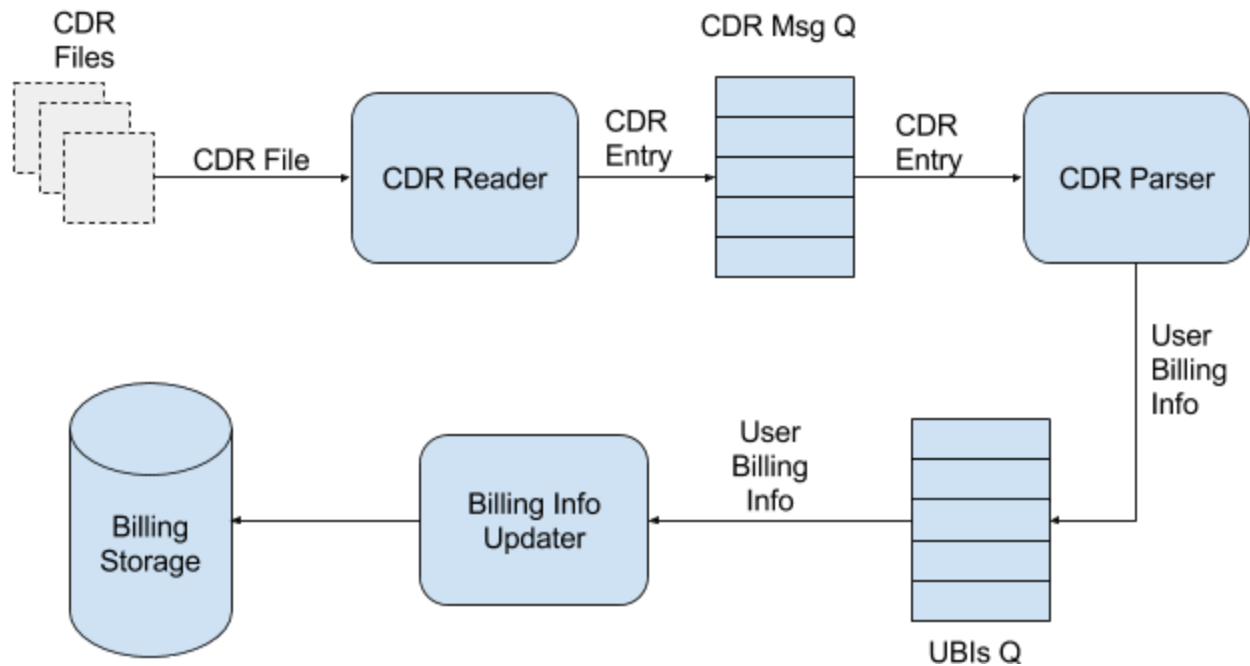 CDR
Files
CDR Msg Q
CDR File
CDR Reader
CDR
Entry
CDR
Entry
CDR Parser
User
Billing
Info
User
Billing
Info
Billing Info
Updater
Billing
Storage
UBIs Q